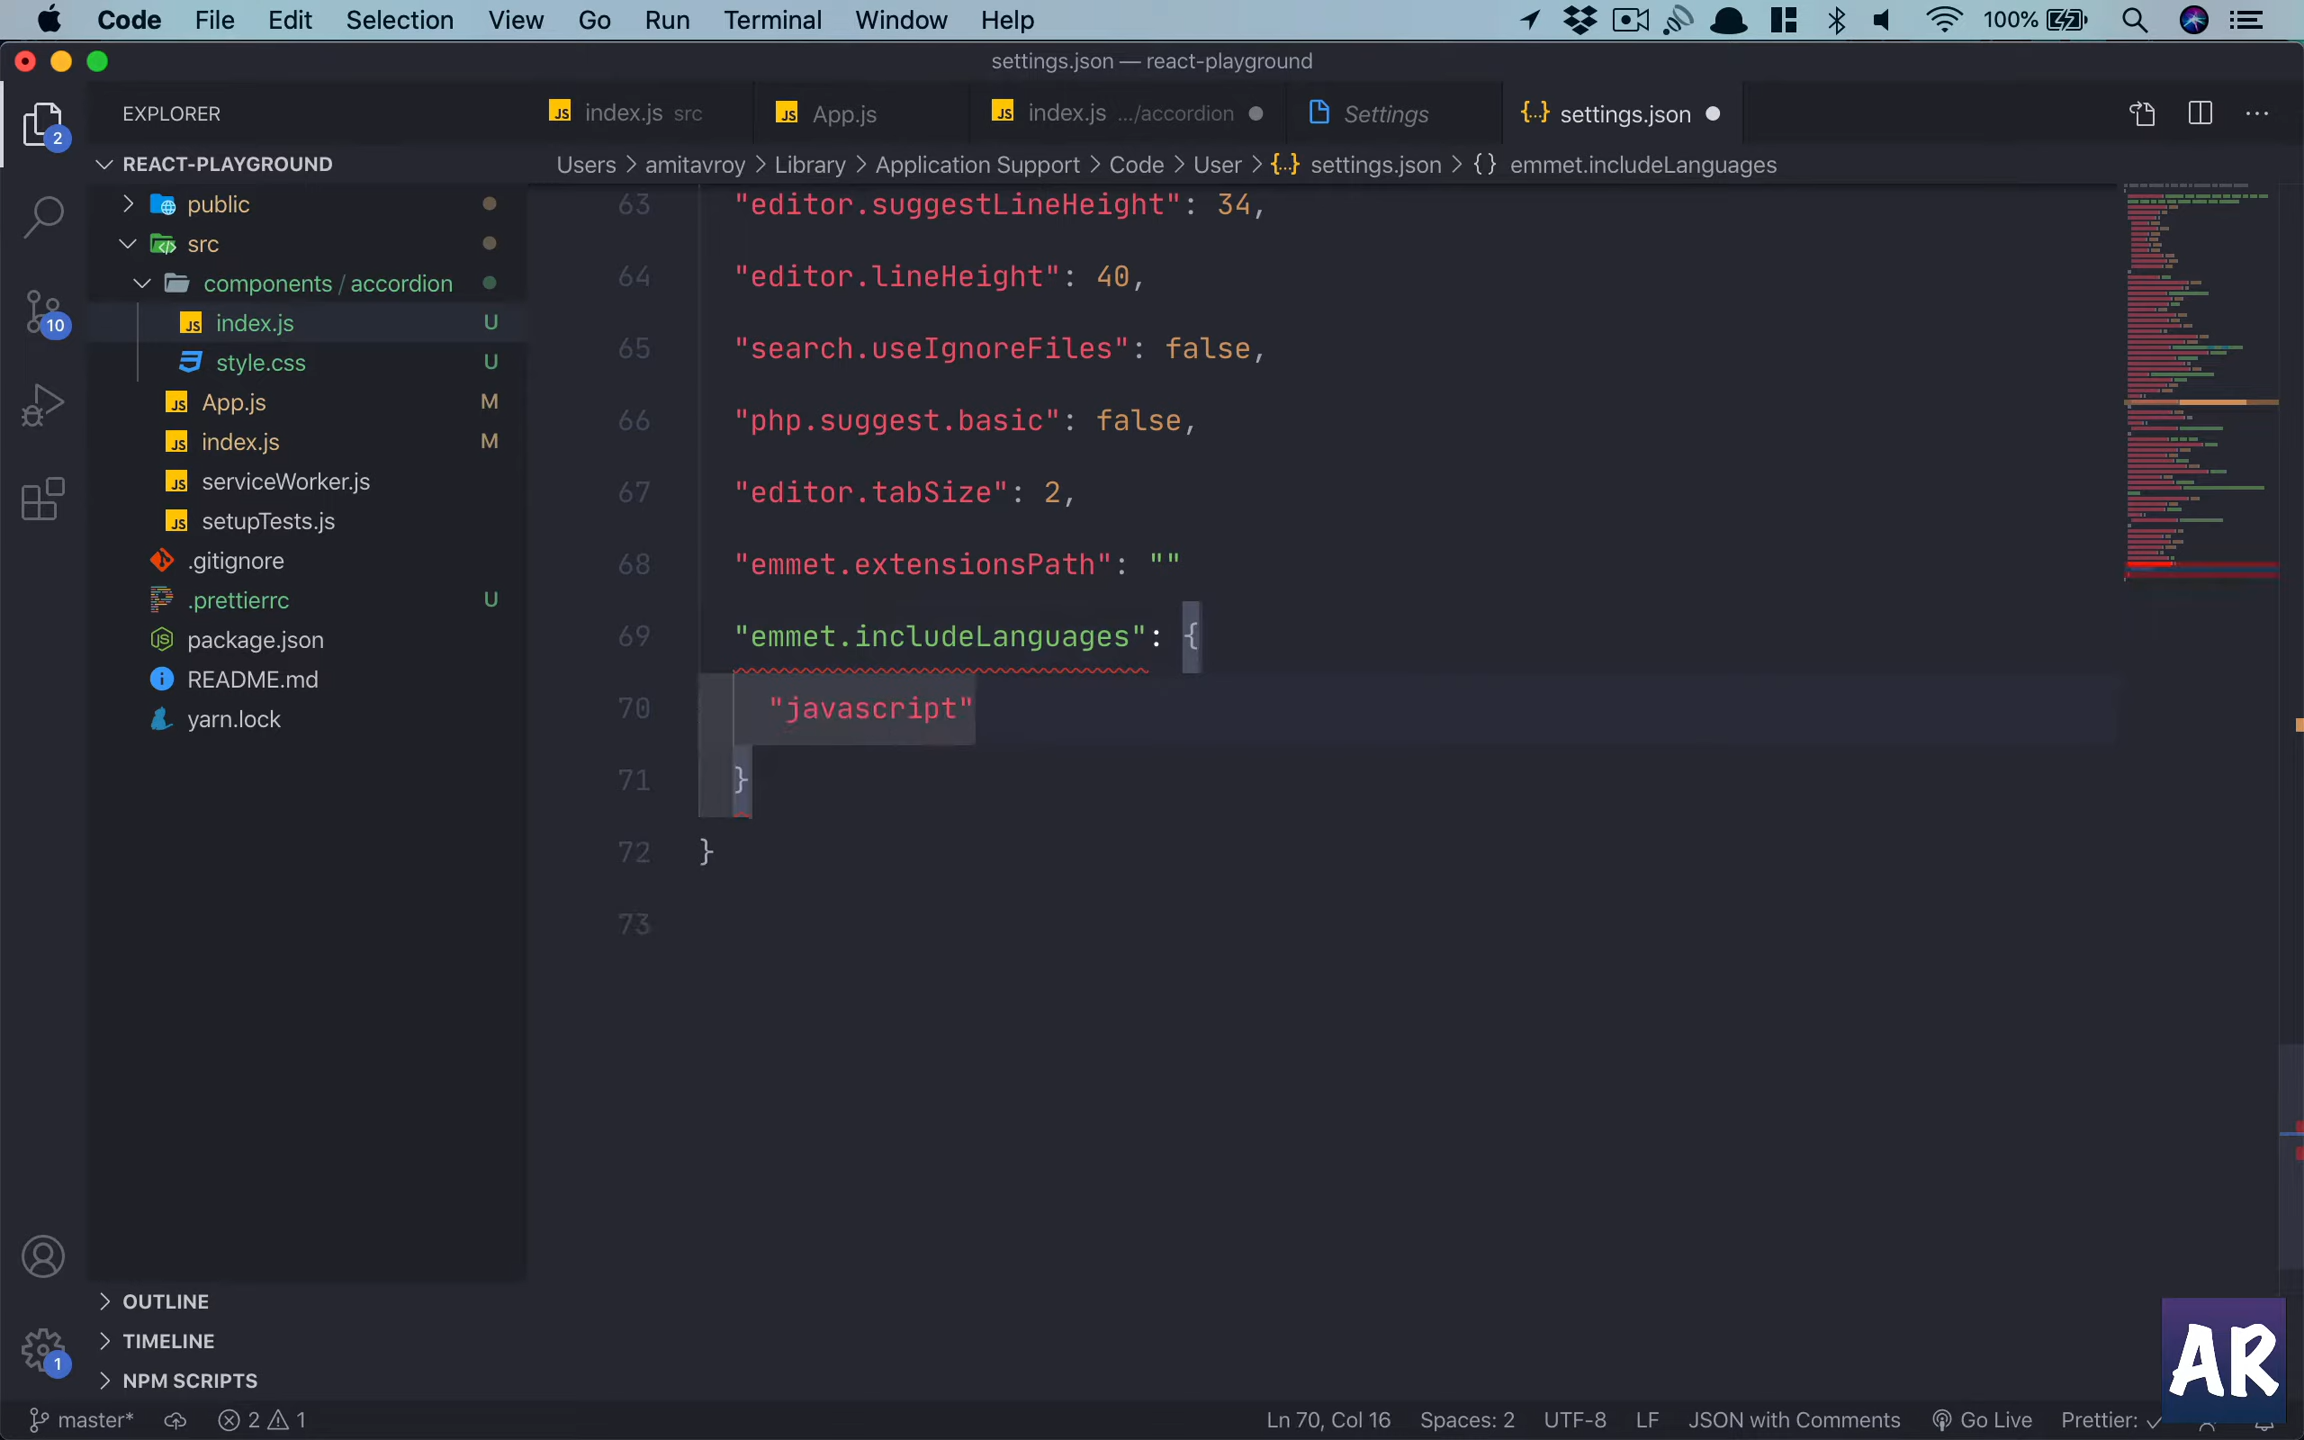 Code File Edit Selection View Go Run Terminal Window Help 100%
settings.json — react-playground
EXPLORER
index.js src App.js index.js .../accordion Settings {..} settings.json
2
REACT-PLAYGROUND
Users > amitavroy > Library > Application Support > Code > User > {..} settings.json > {} emmet.includeLanguages
public
src
components / accordion
index.js U
style.css U
App.js M
index.js M
serviceWorker.js
setupTests.js
.gitignore
.prettierrc U
package.json
README.md
yarn.lock
10
63 "editor.suggestLineHeight": 34,
64 "editor.lineHeight": 40,
65 "search.useIgnoreFiles": false,
66 "php.suggest.basic": false,
67 "editor.tabSize": 2,
68 "emmet.extensionsPath": ""
69 "emmet.includeLanguages": {
70 "javascript"
71 }
72 }
73
OUTLINE
TIMELINE
NPM SCRIPTS
1
AR
master* 2 1 Ln 70, Col 16 Spaces: 2 UTF-8 LF JSON with Comments Go Live Prettier: ✓